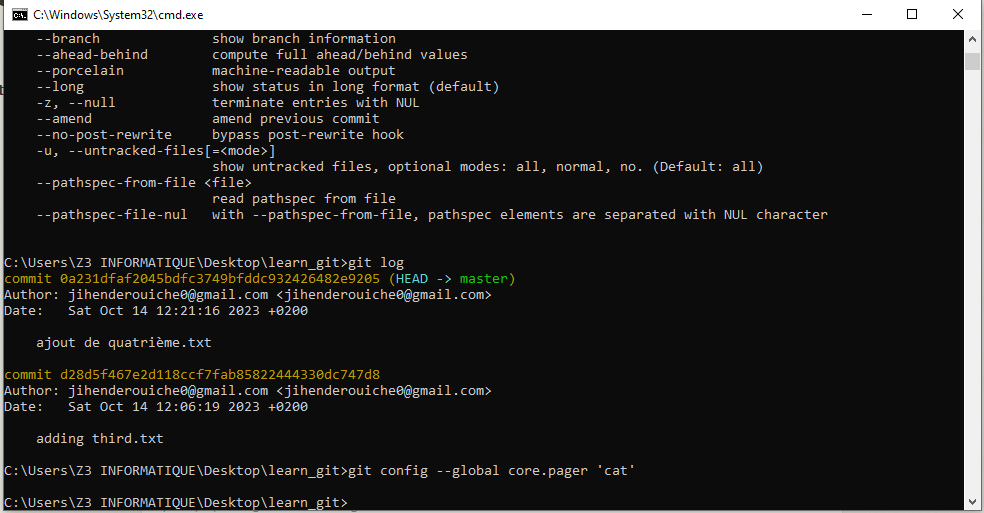 C:\Windows\System32\cmd.exe
--branch show branch information
--ahead-behind compute full ahead/behind values
--porcelain machine-readable output
--long show status in long format (default)
-z, --null terminate entries with NUL
--amend amend previous commit
--no-post-rewrite bypass post-rewrite hook
-u, --untracked-files[=<mode>]
show untracked files, optional modes: all, normal, no. (Default: all)
--pathspec-from-file <file>
read pathspec from file
--pathspec-file-nul with --pathspec-from-file, pathspec elements are separated with NUL character
C:\Users\Z3 INFORMATIQUE\Desktop\learn_git>git log
commit 0a231dfaf2045bdfc3749bfddc932426482e9205 (HEAD -> master)
Author: jihenderouiche0@gmail.com <jihenderouiche0@gmail.com>
Date: Sat Oct 14 12:21:16 2023 +0200
ajout de quatrième.txt
commit d28d5f467e2d118ccf7fab85822444330dc747d8
Author: jihenderouiche0@gmail.com <jihenderouiche0@gmail.com>
Date: Sat Oct 14 12:06:19 2023 +0200
adding third.txt
C:\Users\Z3 INFORMATIQUE\Desktop\learn_git>git config --global core.pager 'cat'
C:\Users\Z3 INFORMATIQUE\Desktop\learn_git>